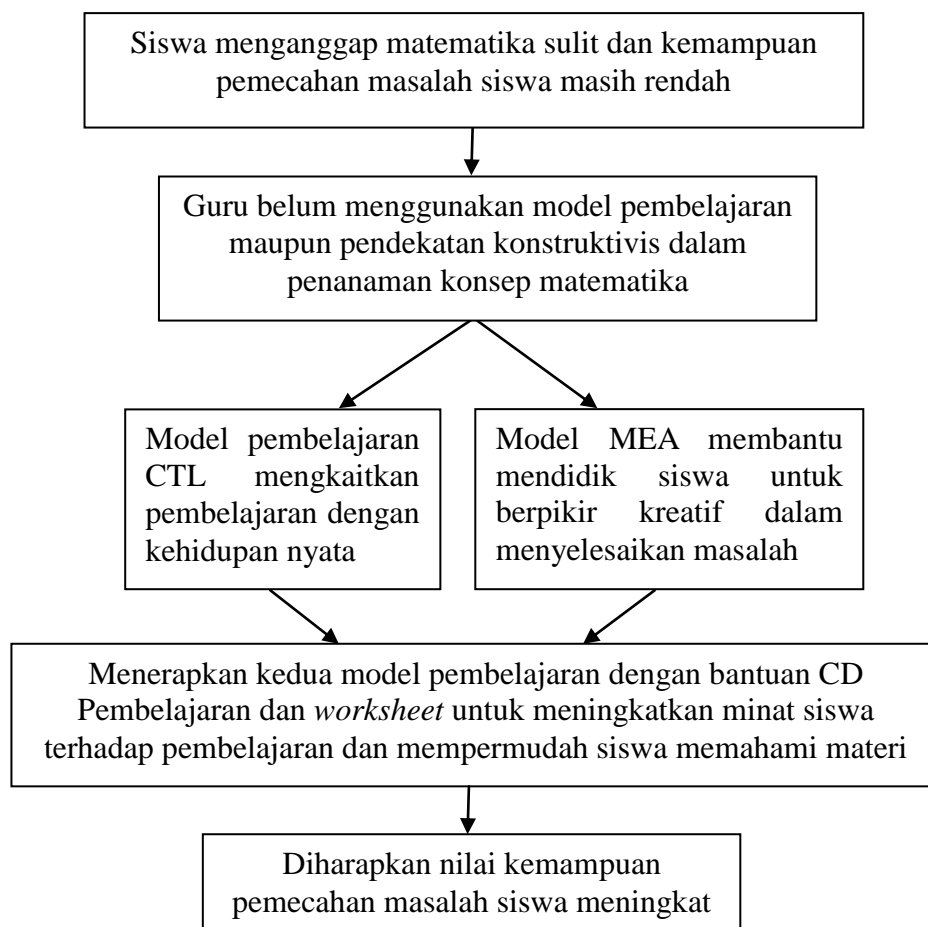 Siswa menganggap matematika sulit dan kemampuan
pemecahan masalah siswa masih rendah
Guru belum menggunakan model pembelajaran
maupun pendekatan konstruktivis dalam
penanaman konsep matematika
Model pembelajaran
CTL mengkaitkan
pembelajaran dengan
kehidupan nyata
Model MEA membantu
mendidik siswa untuk
berpikir kreatif dalam
menyelesaikan masalah
Menerapkan kedua model pembelajaran dengan bantuan CD
Pembelajaran dan worksheet untuk meningkatkan minat siswa
terhadap pembelajaran dan mempermudah siswa memahami materi
Diharapkan nilai kemampuan
pemecahan masalah siswa meningkat